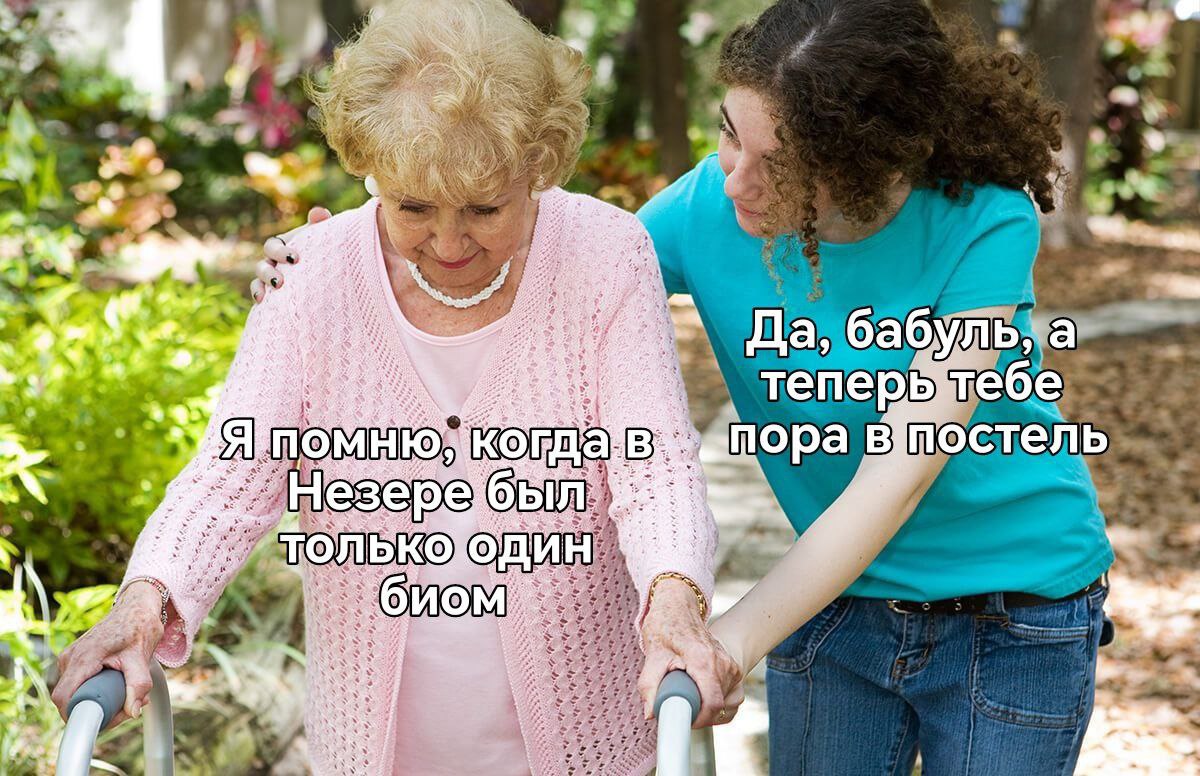 Я помню, когда в
Незере был
только один
биом
Да, бабуль, а
теперь тебе
пора в постель